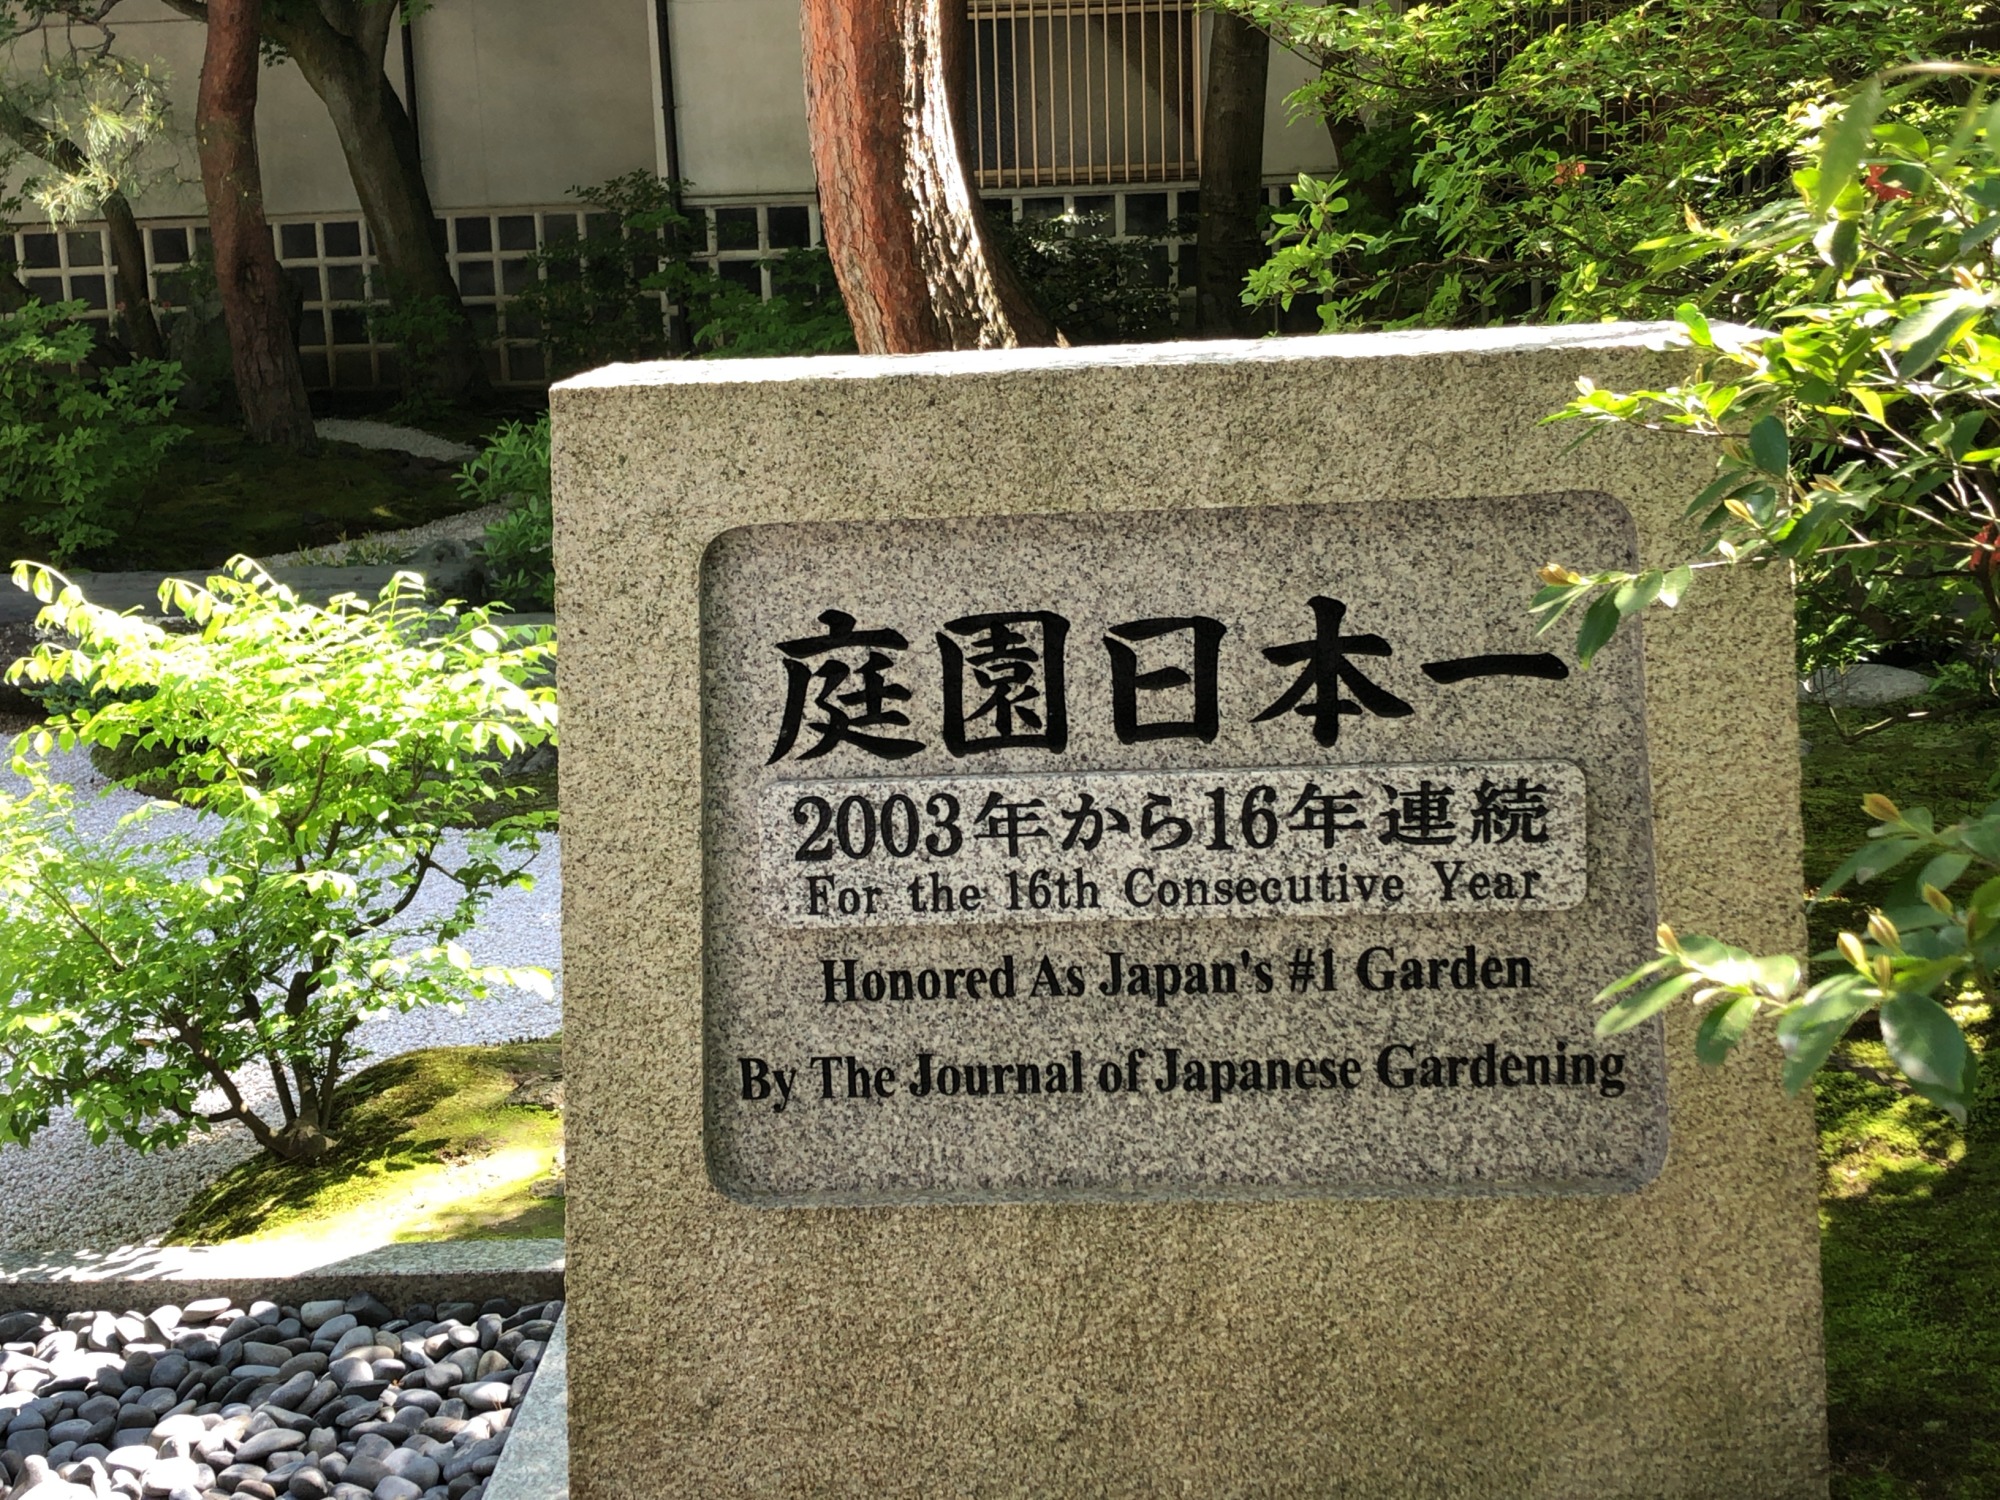 庭園日本一
2003年から16年連続
For the 16th Consecutive Year
Honored As Japan's #1 Garden
By The Journal of Japanese Gardening